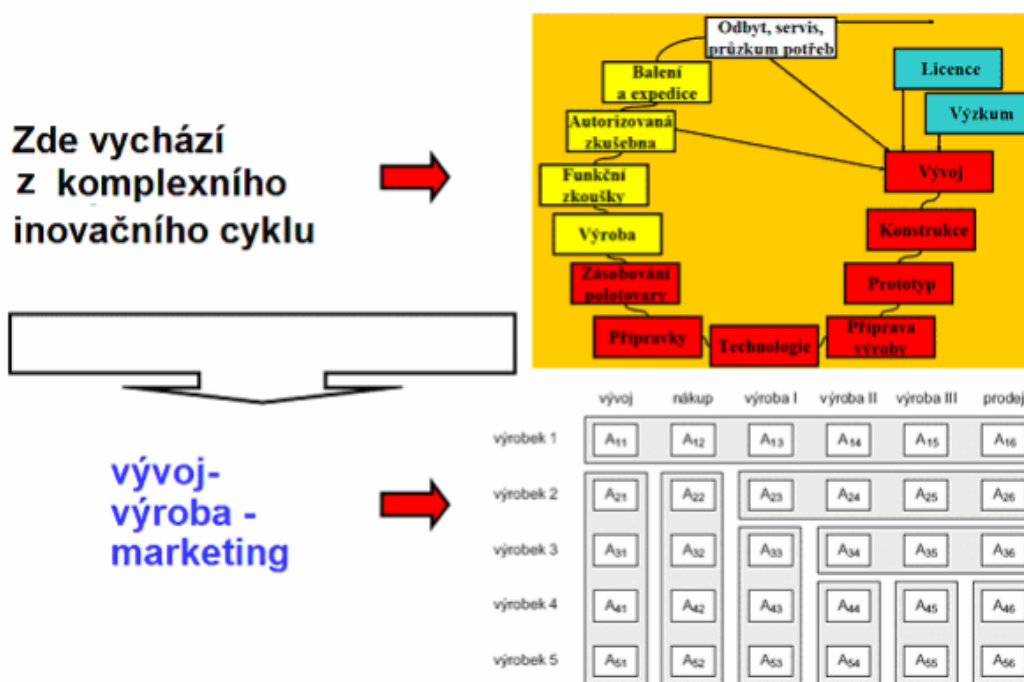 Zde vychází
z komplexního
inovačního cyklu
Odbyt, servis,
průzkum potřeb
Balení
a expedice
Licence
Výzkum
Autorizovaná
zkušebna
Vývoj
Funkční
zkoušky
Konstrukce
Výroba
Zásobování
polotovary
Prototyp
Přípravky
Technologie
Příprava
výroby
vývoj-
výroba -
marketing
vývoj nákup výroba I výroba II výroba III prodej
výrobek 1 A11 A12 A13 A14 A15 A16
výrobek 2 A21 A22 A23 A24 A25 A26
výrobek 3 A31 A32 A33 A34 A35 A36
výrobek 4 A41 A42 A43 A44 A45 A46
výrobek 5 A51 A52 A53 A54 A55 A56